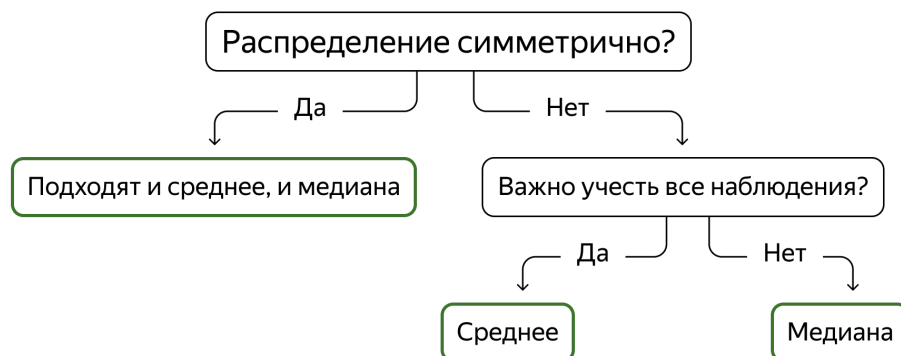 Распределение симметрично?
Да
Нет
Подходят и среднее, и медиана
Важно учесть все наблюдения?
Да
Нет
Среднее
Медиана